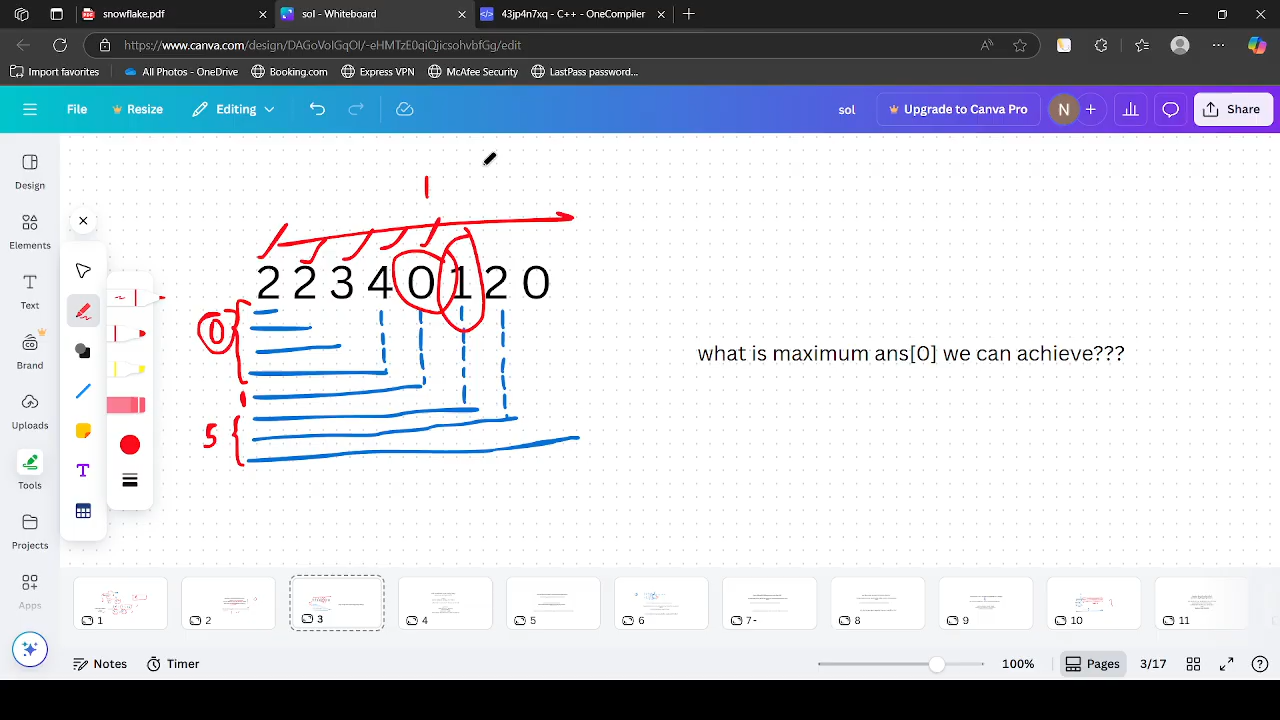 snowflake.pdf
sol - Whiteboard
43jp4n7xq - C++ - OneCompiler
https://www.canva.com/design/DAGoVoIGqOI/-eHMTzE0qiQjicsohvbfGg/edit
Import favorites
All Photos - OneDrive
Booking.com
Express VPN
McAfee Security
LastPass password...
File
Resize
Editing
sol
Upgrade to Canva Pro
N
Share
Design
Elements
Text
Brand
Uploads
Tools
Projects
Apps
1
2 2 3 4 0 1 2 0
0
1
5
what is maximum ans[0] we can achieve???
1
2
3
4
5
6
7-
8
9
10
11
Notes
Timer
100%
Pages
3/17